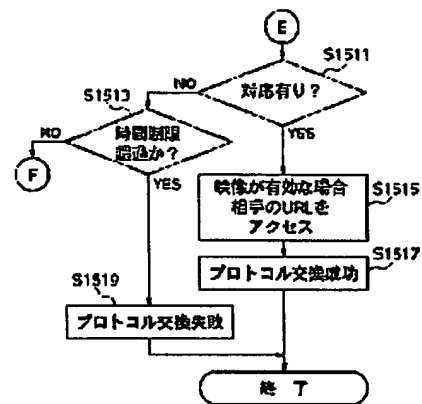 E
S1511
対応有り？
NO
YES
S1513
時間制限
超過か？
NO
YES
F
映像が有効な場合
相手のURLを
アクセス
S1515
プロトコル交換成功
S1517
S1519
プロトコル交換失敗
終 了